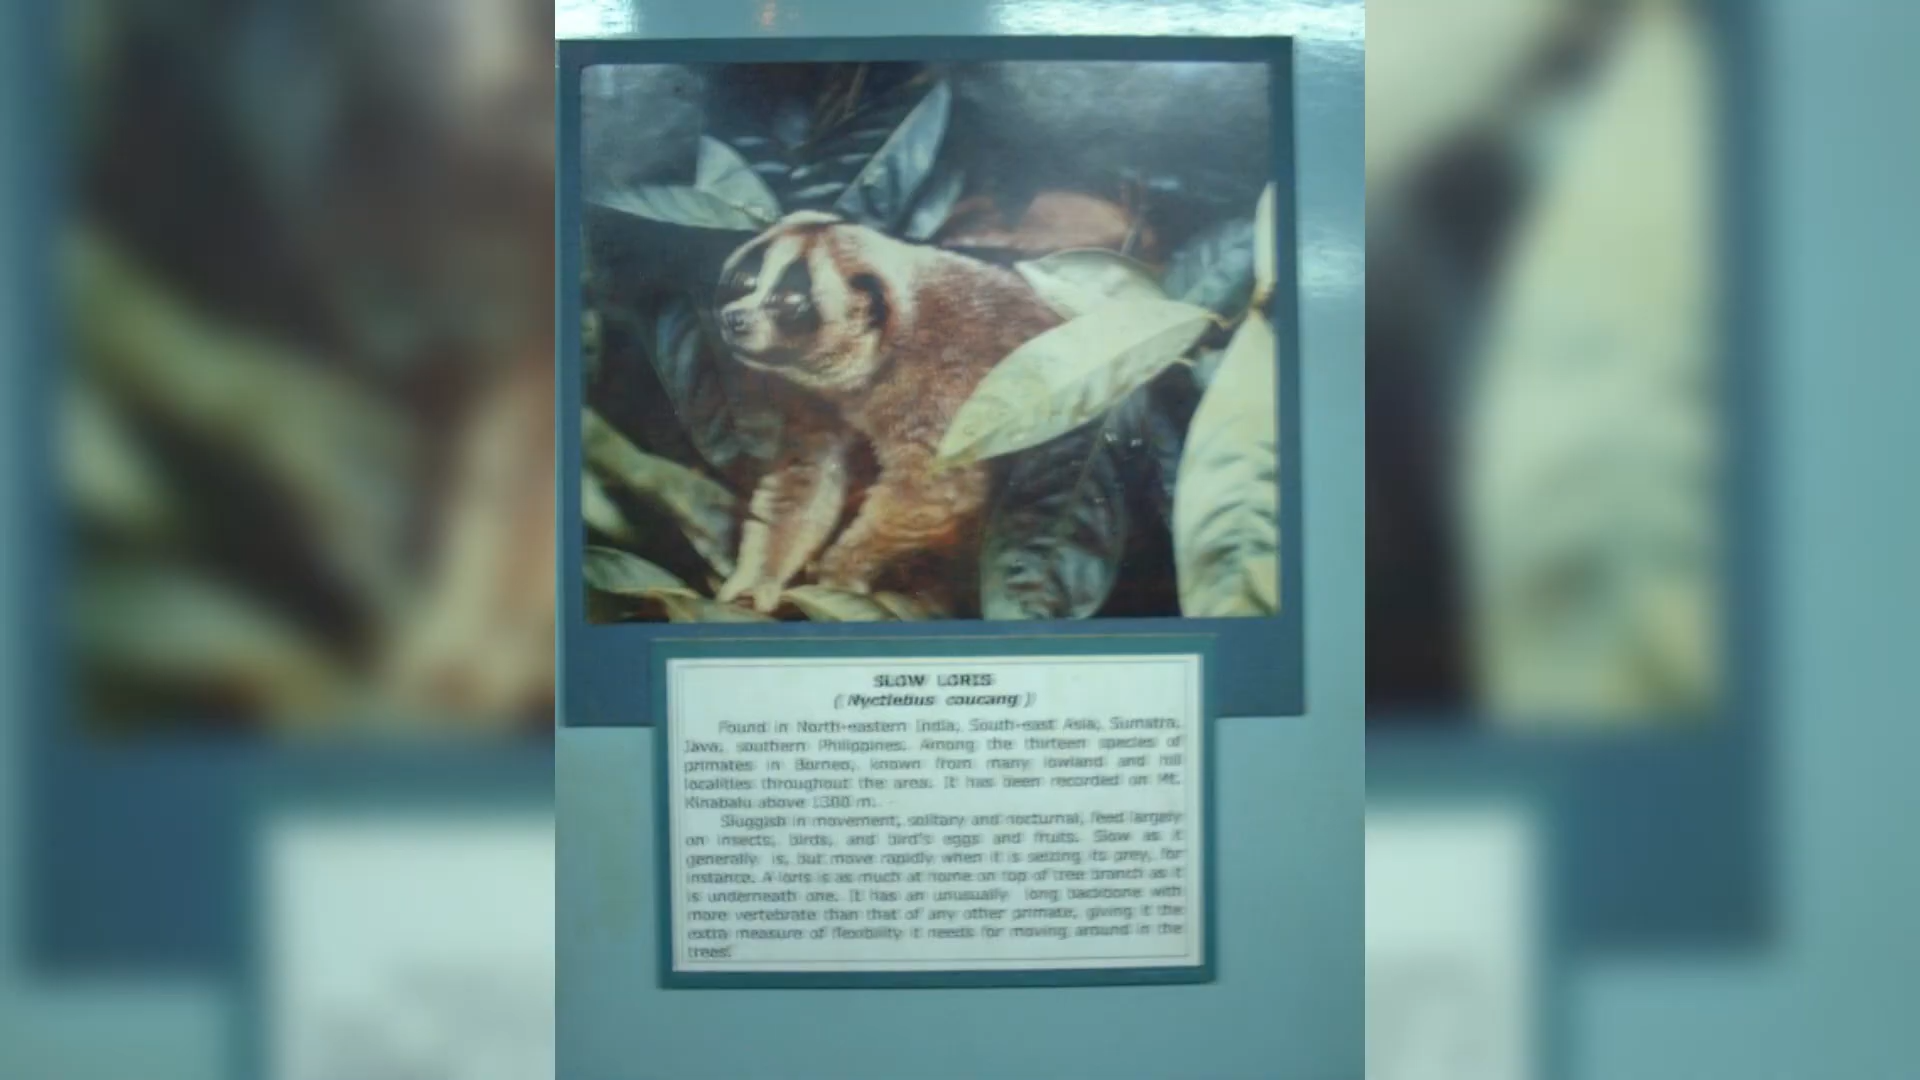 SLOW LORIS
(Nyctiebus coucang)
Found in North-eastern India, South-east Asia, Sumatra,
Java, southern Philippines. Among the thirteen species of
primates in Borneo, known from many lowland and hill
localities throughout the area. It has been recorded on Mt.
Kinabalu above 1300 m.
Sluggish in movement, solitary and nocturnal, feed largely
on insects, birds, and bird's eggs and fruits. Slow as it
generally is, but move rapidly when it is seizing its prey, for
instance. A loris is as much at home on top of tree branch as it
is underneath one. It has an unusually long backbone with
more vertebrate than that of any other primate, giving it the
extra measure of flexibility it needs for moving around in the
trees.